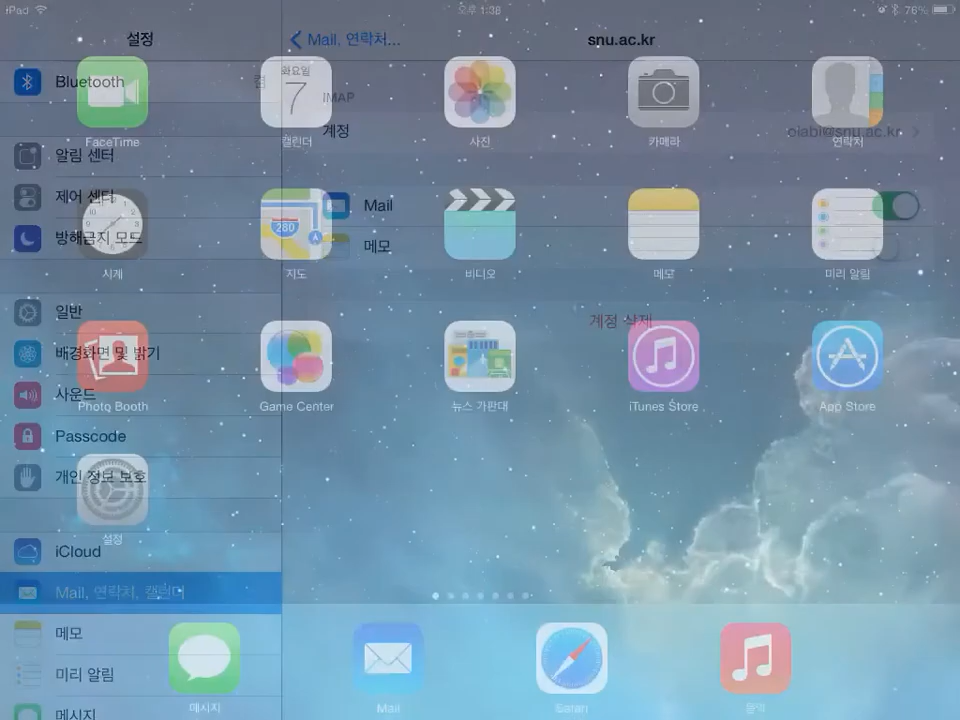 iPad
오후 1:38
76%
설정
Mail, 연락처...
snu.ac.kr
Bluetooth
켬
화요일
7
IMAP
계정
oiabi@snu.ac.kr
FaceTime
캘린더
사진
카메라
연락처
알림 센터
제어 센터
Mail
방해금지 모드
메모
280
시계
지도
비디오
메모
미리 알림
일반
계정 삭제
배경화면 및 밝기
사운드
Photo Booth
Game Center
뉴스 가판대
iTunes Store
App Store
Passcode
개인 정보 보호
설정
iCloud
Mail, 연락처, 캘린더
메모
미리 알림
메시지
메시지
Mail
Safari
음악